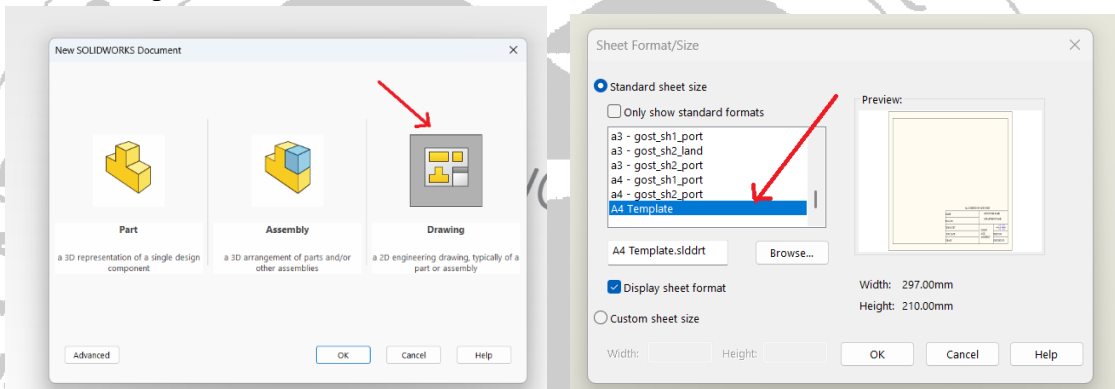 New SOLIDWORKS Document
Part
a 3D representation of a single design
component
Assembly
a 3D arrangement of parts and/or
other assemblies
Drawing
a 2D engineering drawing, typically of a
part or assembly
Advanced
OK
Cancel
Help
Sheet Format/Size
Standard sheet size
Only show standard formats
a3 - gost_sh1_port
a3 - gost_sh2_land
a3 - gost_sh2_port
a4 - gost_sh1_port
a4 - gost_sh2_port
A4 Template
A4 Template.slddrt
Browse...
Display sheet format
Custom sheet size
Width:
Height:
Preview:
Width: 297.00mm
Height: 210.00mm
OK
Cancel
Help